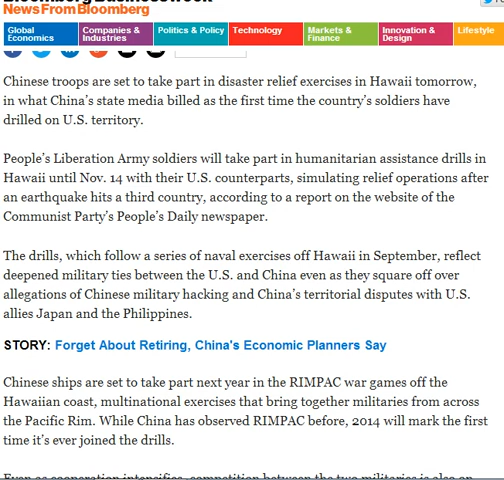 Bloomberg Businessweek
News From Bloomberg
Global Economics
Companies & Industries
Politics & Policy
Technology
Markets & Finance
Innovation & Design
Lifestyle
Chinese troops are set to take part in disaster relief exercises in Hawaii tomorrow,
in what China's state media billed as the first time the country's soldiers have
drilled on U.S. territory.
People's Liberation Army soldiers will take part in humanitarian assistance drills in
Hawaii until Nov. 14 with their U.S. counterparts, simulating relief operations after
an earthquake hits a third country, according to a report on the website of the
Communist Party's People's Daily newspaper.
The drills, which follow a series of naval exercises off Hawaii in September, reflect
deepened military ties between the U.S. and China even as they square off over
allegations of Chinese military hacking and China's territorial disputes with U.S.
allies Japan and the Philippines.
STORY: Forget About Retiring, China's Economic Planners Say
Chinese ships are set to take part next year in the RIMPAC war games off the
Hawaiian coast, multinational exercises that bring together militaries from across
the Pacific Rim. While China has observed RIMPAC before, 2014 will mark the first
time it's ever joined the drills.
Even as cooperation intensifies, competition between the two militaries is also on